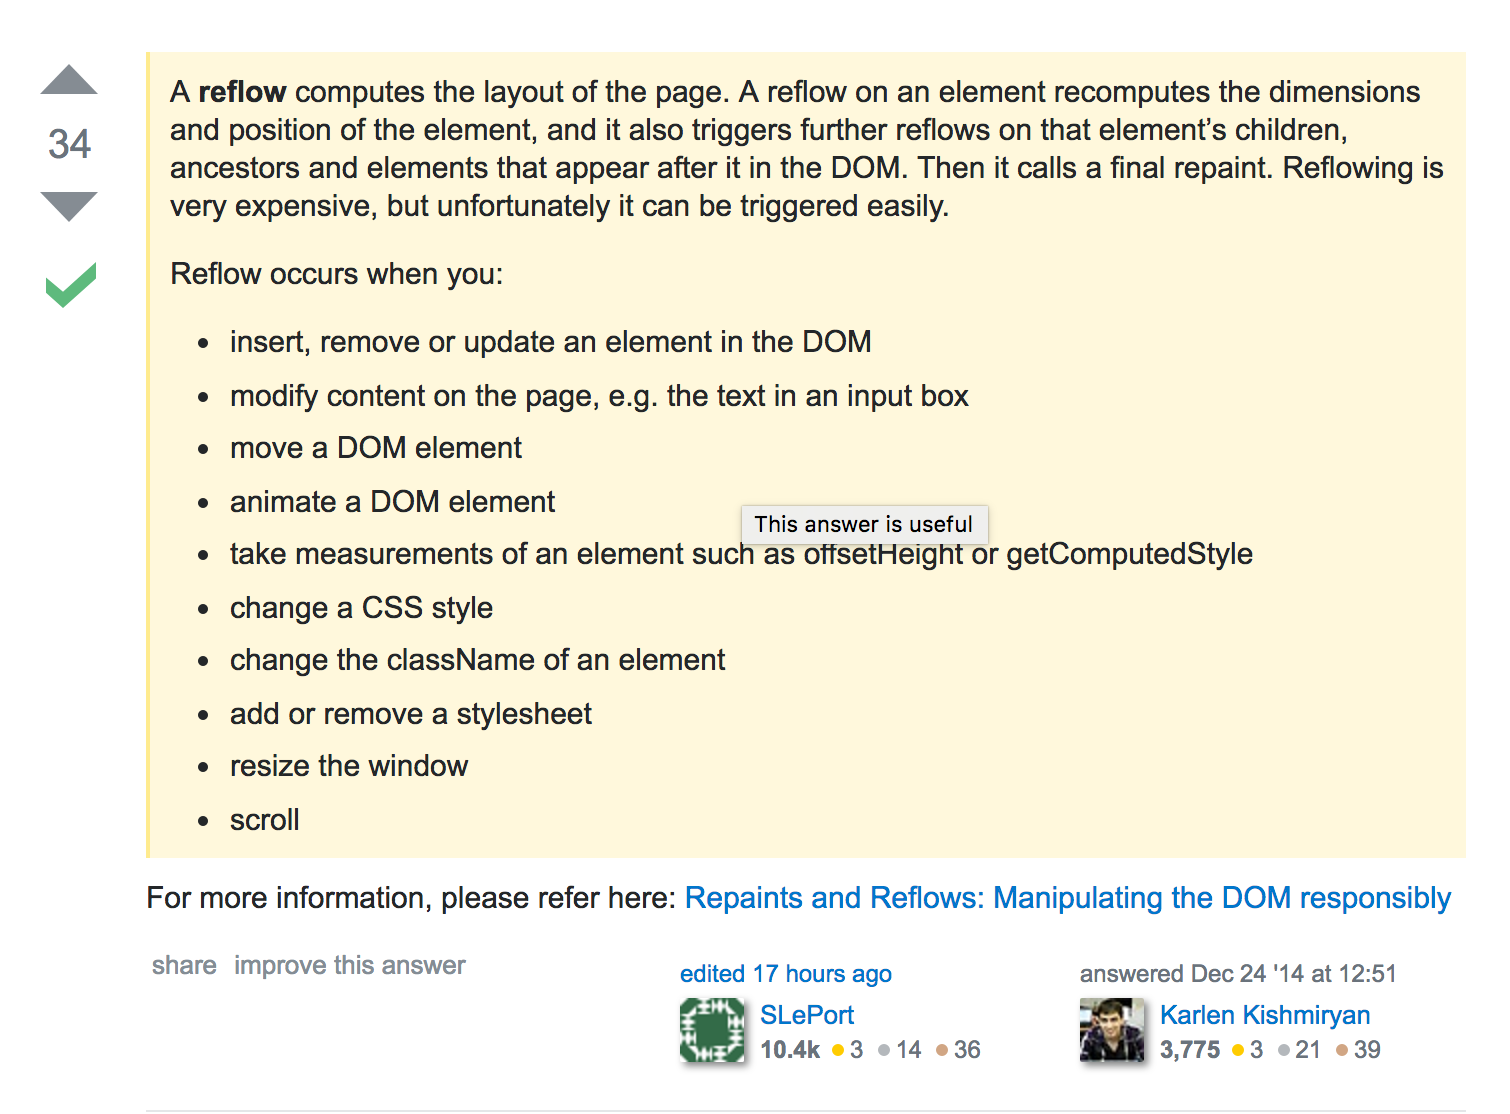 A reflow computes the layout of the page. A reflow on an element recomputes the dimensions
and position of the element, and it also triggers further reflows on that element’s children,
34
ancestors and elements that appear after it in the DOM. Then it calls a final repaint. Reflowing is
very expensive, but unfortunately it can be triggered easily.
Reflow occurs when you:
• insert, remove or update an element in the DOM
• modify content on the page, e.g. the text in an input box
• move a DOM element
• animate a DOM element
This answer is useful
• take measurements of an element such as offsetHeight or getComputedStyle
• change a CSS style
• change the className of an element
• add or remove a stylesheet
• resize the window
• scroll
For more information, please refer here: Repaints and Reflows: Manipulating the DOM responsibly
share improve this answer
edited 17 hours ago
SLePort
10.4k ● 3 ● 14 ● 36
answered Dec 24 '14 at 12:51
Karlen Kishmiryan
3,775 ● 3 ● 21 ● 39